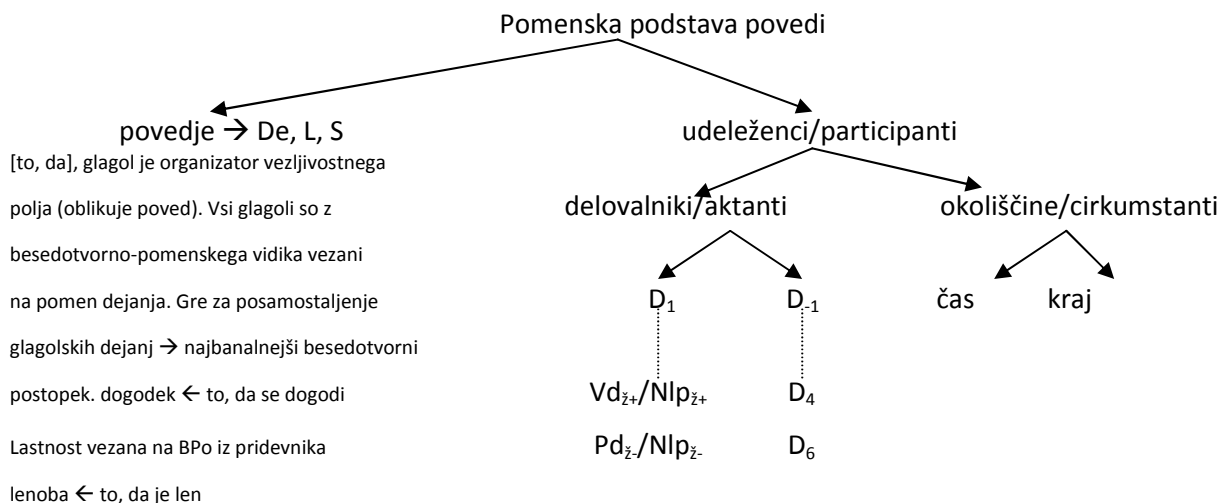 Pomenska podstava povedi
povedje → De, L, S
udeleženci/participanti
[to, da], glagol je organizator vezljivostnega
polja (oblikuje poved). Vsi glagoli so z
delovalniki/aktanti
okoliščine/cirkumstanti
besedotvorno-pomenskega vidika vezani
na pomen dejanja. Gre za posamostaljenje
D₁
D₋₁
čas
kraj
glagolskih dejanj → najbanalnejši besedotvorni
postopek. dogodek ← to, da se dogodi
Vdž+/Nlpž+
D₄
Lastnost vezana na BPo iz pridevnika
Pdž-/Nlpž-
D₆
lenoba ← to, da je len